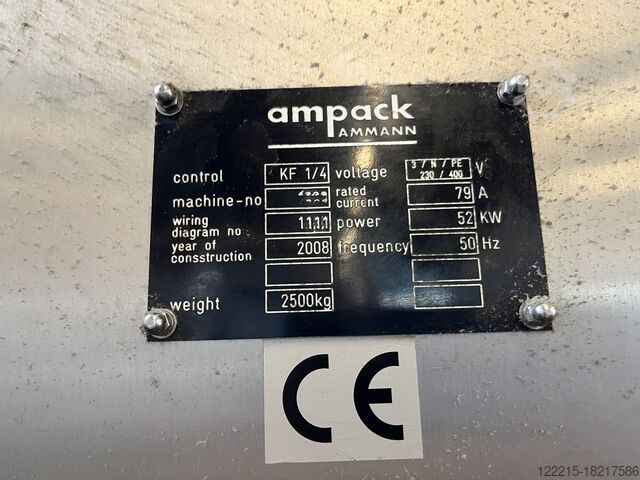 ampack
AMMANN
control KF 1/4 voltage 3 / N / PE 230 / 400 V
machine-no rated current 79 A
wiring diagram no 1111 power 52 KW
year of consstruction 2008 frequency 50 Hz
weight 2500kg
CE
122215-18217586